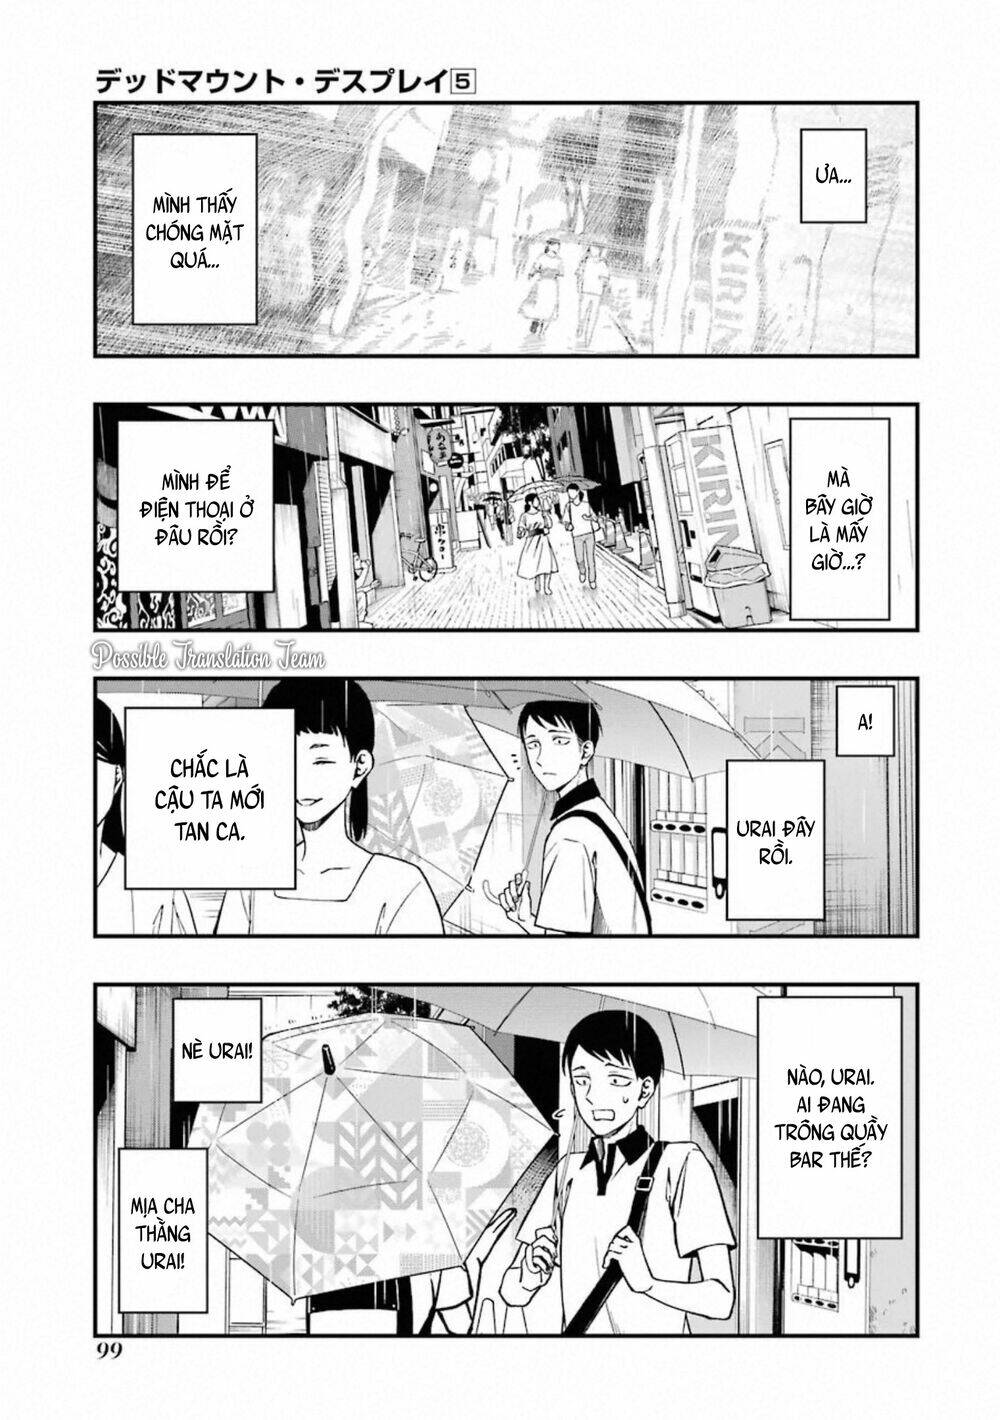 デッドマウント・デスプレイ5
ƯA...
MÌNH THẤY
CHÓNG MẶT
QUÁ...
KIRIN
MÀ
BÂY GIỜ
LÀ MẤY
GIỜ...?
MÌNH ĐỂ
ĐIỆN THOẠI Ở
ĐÂU RỒI?
KIRIN
Possible Translation Team
A!
URAI ĐÂY
RỒI.
CHẮC LÀ
CẬU TA MỚI
TAN CA.
NÀO, URAI.
AI ĐANG
TRÔNG QUẦY
BAR THẾ?
NÈ URAI!
MỊA CHA
THẰNG
URAI!
99